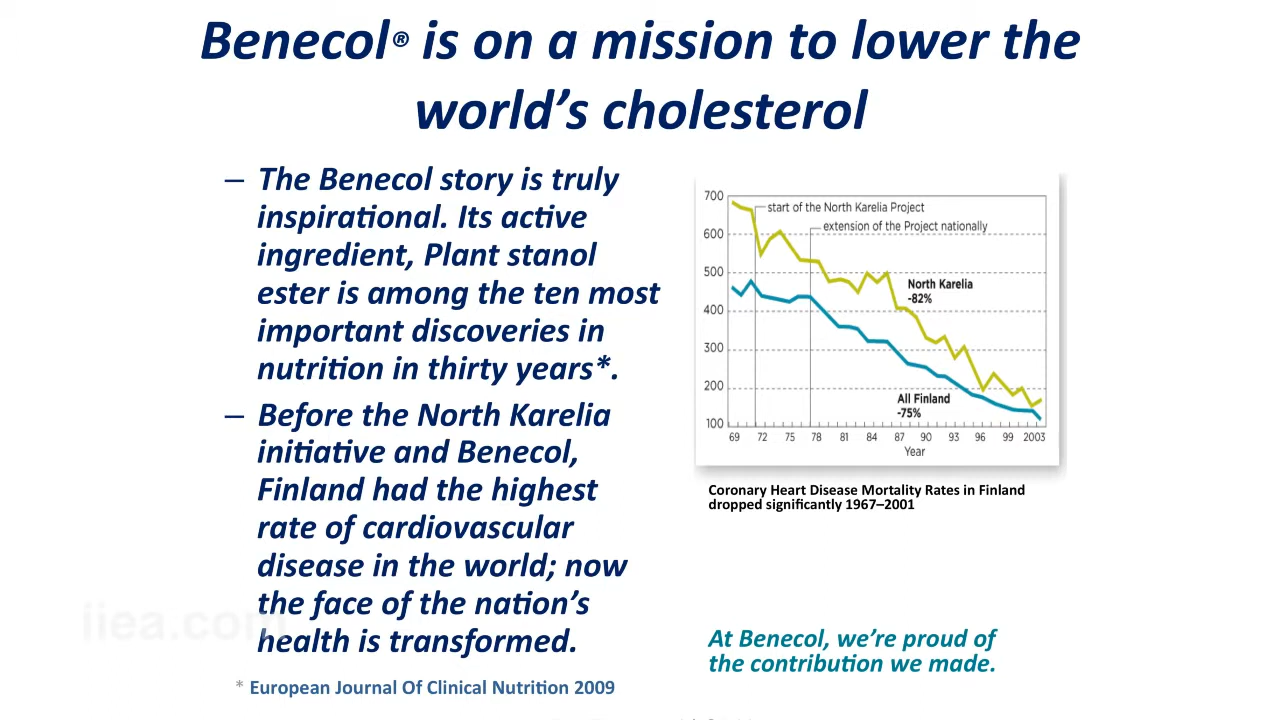 Benecol® is on a mission to lower the
world's cholesterol
– The Benecol story is truly
inspirational. Its active
ingredient, Plant stanol
ester is among the ten most
important discoveries in
nutrition in thirty years*.
– Before the North Karelia
initiative and Benecol,
Finland had the highest
rate of cardiovascular
disease in the world; now
the face of the nation's
health is transformed.
* European Journal Of Clinical Nutrition 2009
700
600
500
400
300
200
100
start of the North Karelia Project
extension of the Project nationally
North Karelia
-82%
All Finland
-75%
69 72 75 78 81 84 87 90 93 96 99 2003
Year
Coronary Heart Disease Mortality Rates in Finland
dropped significantly 1967–2001
At Benecol, we're proud of
the contribution we made.
iiea.com